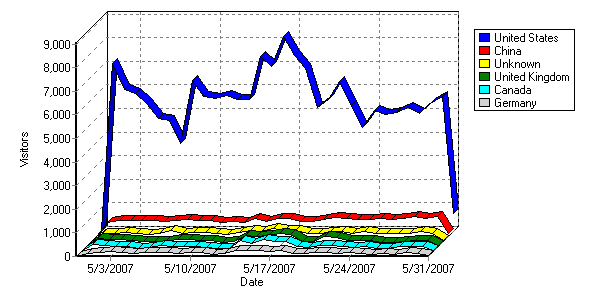 9,000
8,000
7,000
6,000
5,000
4,000
3,000
2,000
1,000
0
Visitors
5/3/2007
5/10/2007
5/17/2007
5/24/2007
5/31/2007
Date
United States
China
Unknown
United Kingdom
Canada
Germany